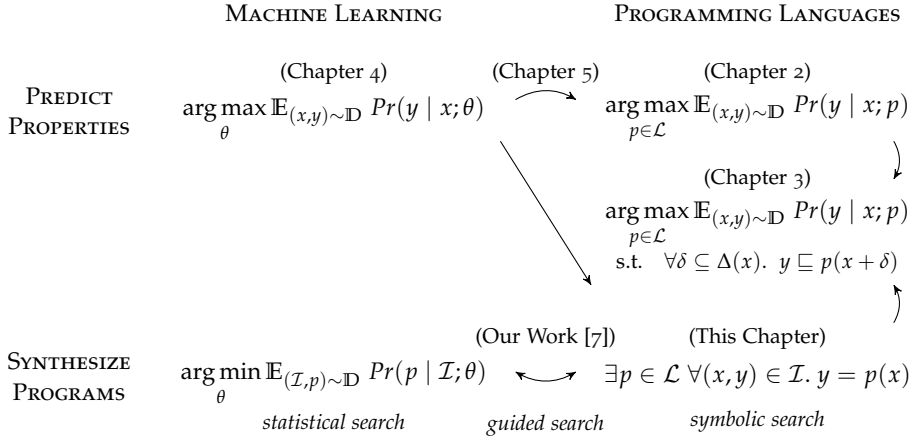 MACHINE LEARNING PROGRAMMING LANGUAGES
(Chapter 4) (Chapter 5) (Chapter 2)
PREDICT PROPERTIES
arg max_θ 𝔼_{(x,y)∼𝔻} Pr(y | x; θ)
arg max_{p∈ℒ} 𝔼_{(x,y)∼𝔻} Pr(y | x; p)
(Chapter 3)
arg max_{p∈ℒ} 𝔼_{(x,y)∼𝔻} Pr(y | x; p)
s.t. ∀δ ⊆ Δ(x). y ⊑ p(x + δ)
(Our Work [7]) (This Chapter)
SYNTHESIZE PROGRAMS
arg min_θ 𝔼_{(ℐ,p)∼𝔻} Pr(p | ℐ; θ)
∃p ∈ ℒ ∀(x, y) ∈ ℐ. y = p(x)
statistical search guided search symbolic search